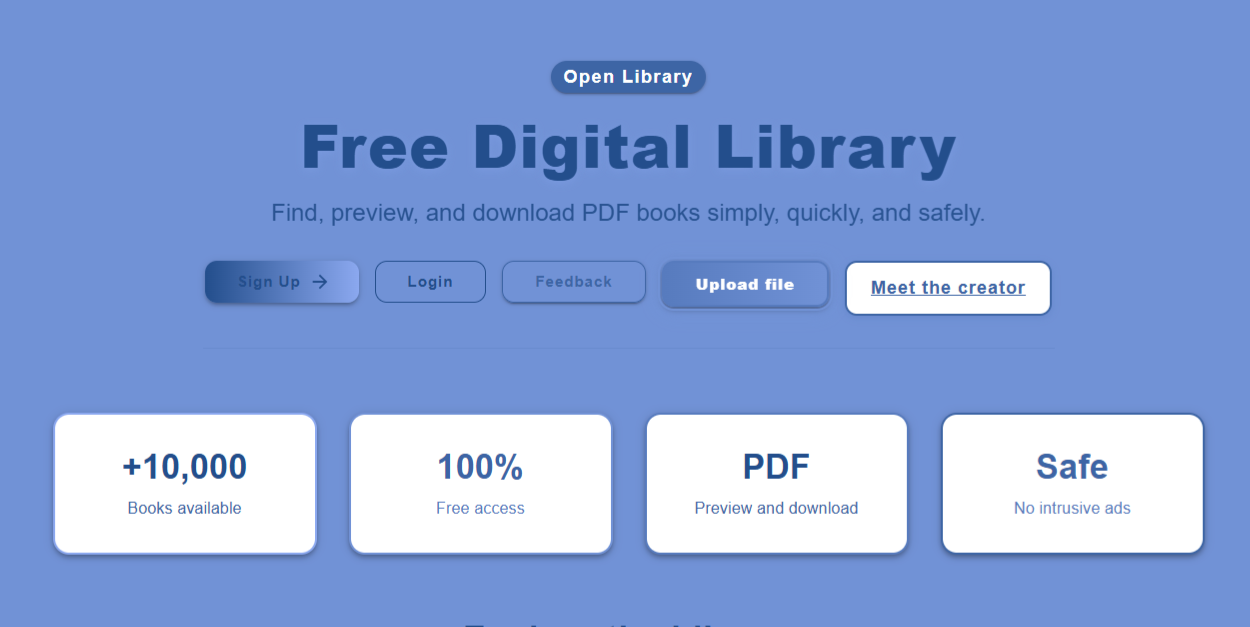 Open Library
Free Digital Library
Find, preview, and download PDF books simply, quickly, and safely.
Sign Up →
Login
Feedback
Upload file
Meet the creator
+10,000
Books available
100%
Free access
PDF
Preview and download
Safe
No intrusive ads